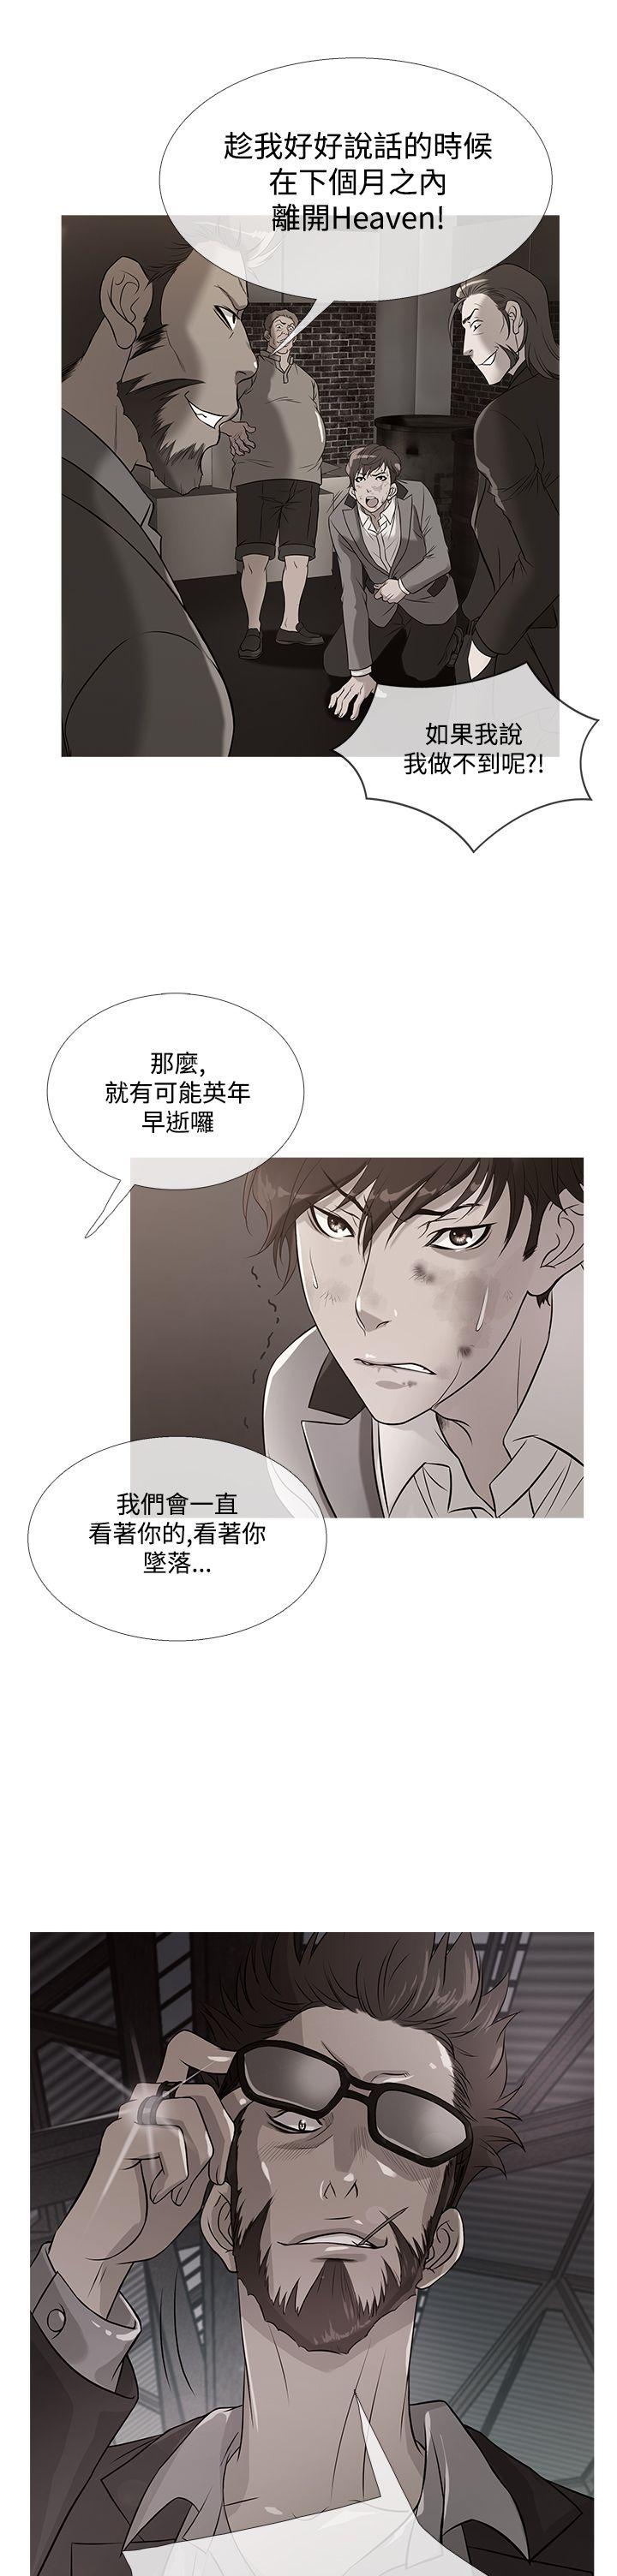 趁我好好說話的時候
在下個月之內
離開Heaven!
如果我說
我做不到呢?!
那麼,
就有可能英年
早逝囉
我們會一直
看著你的,看著你
墜落...